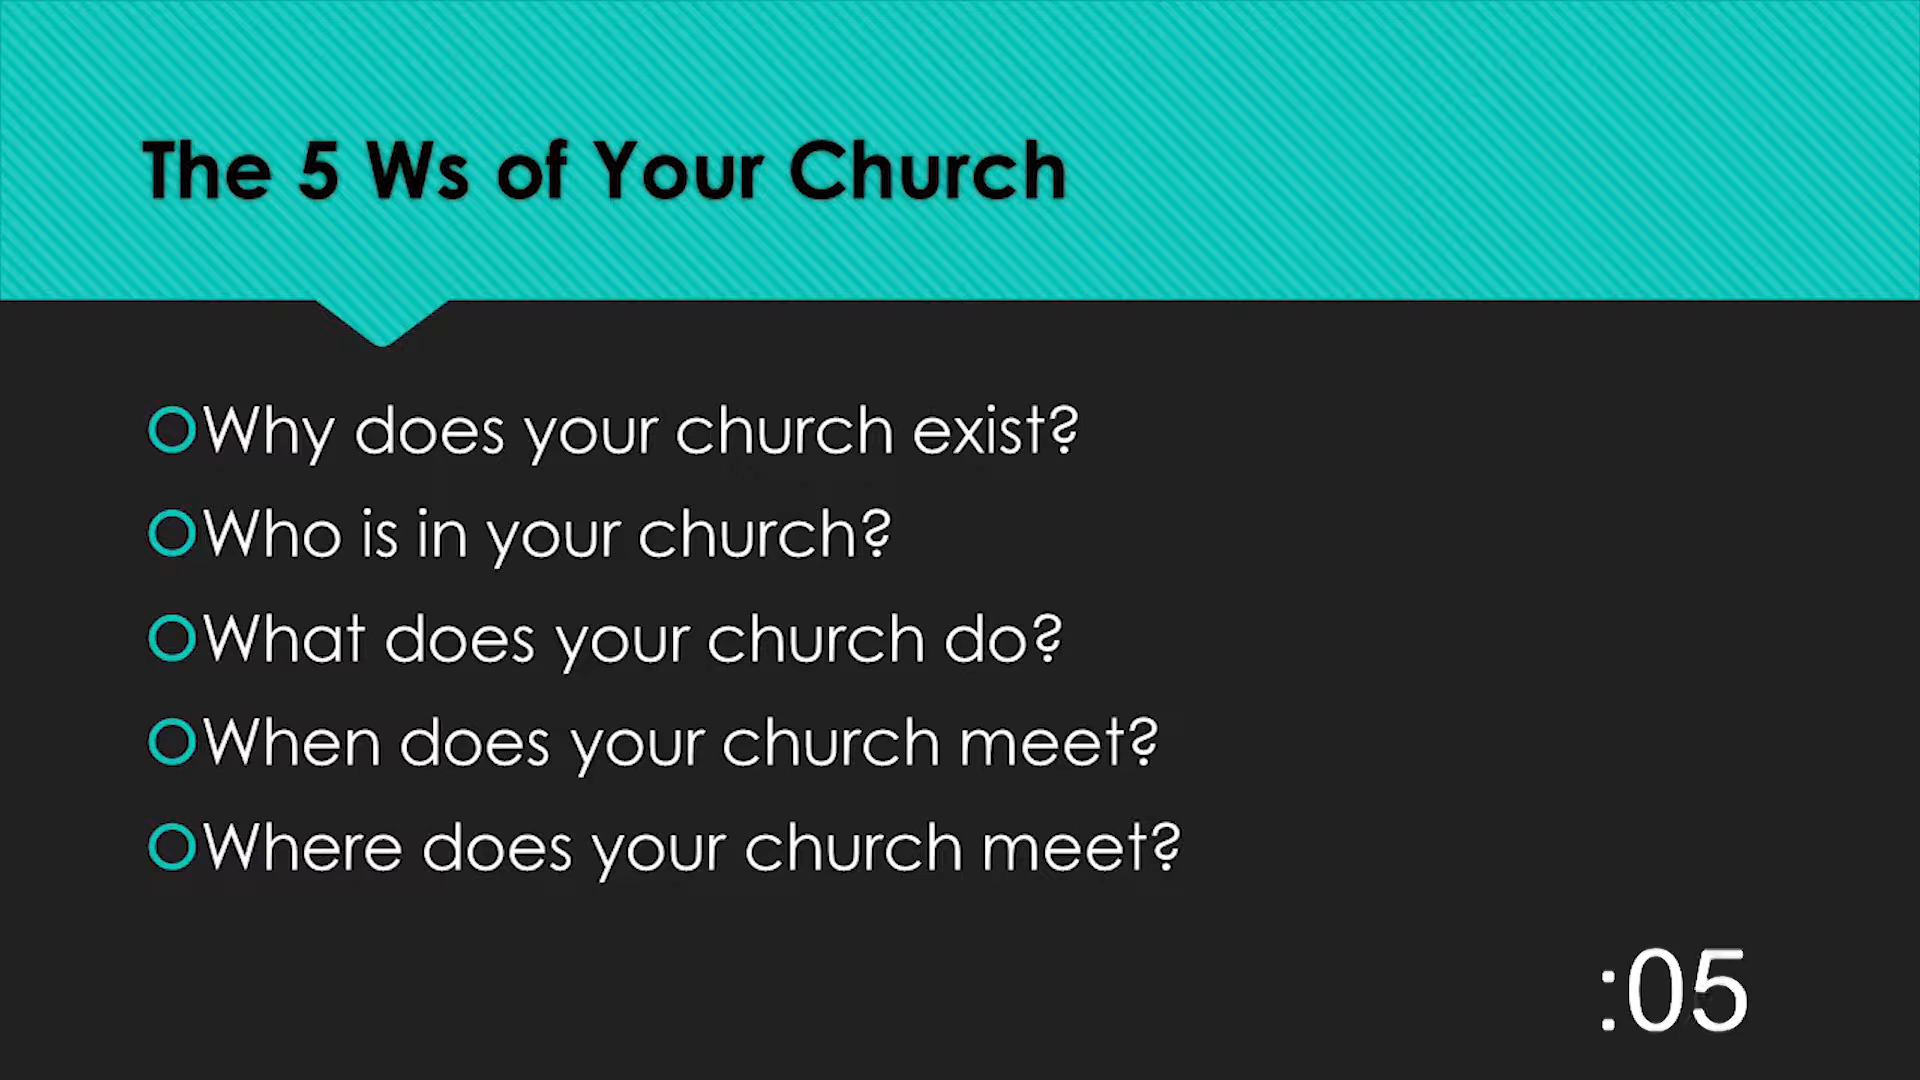 The 5 Ws of Your Church
Why does your church exist?
Who is in your church?
What does your church do?
When does your church meet?
Where does your church meet?
:05